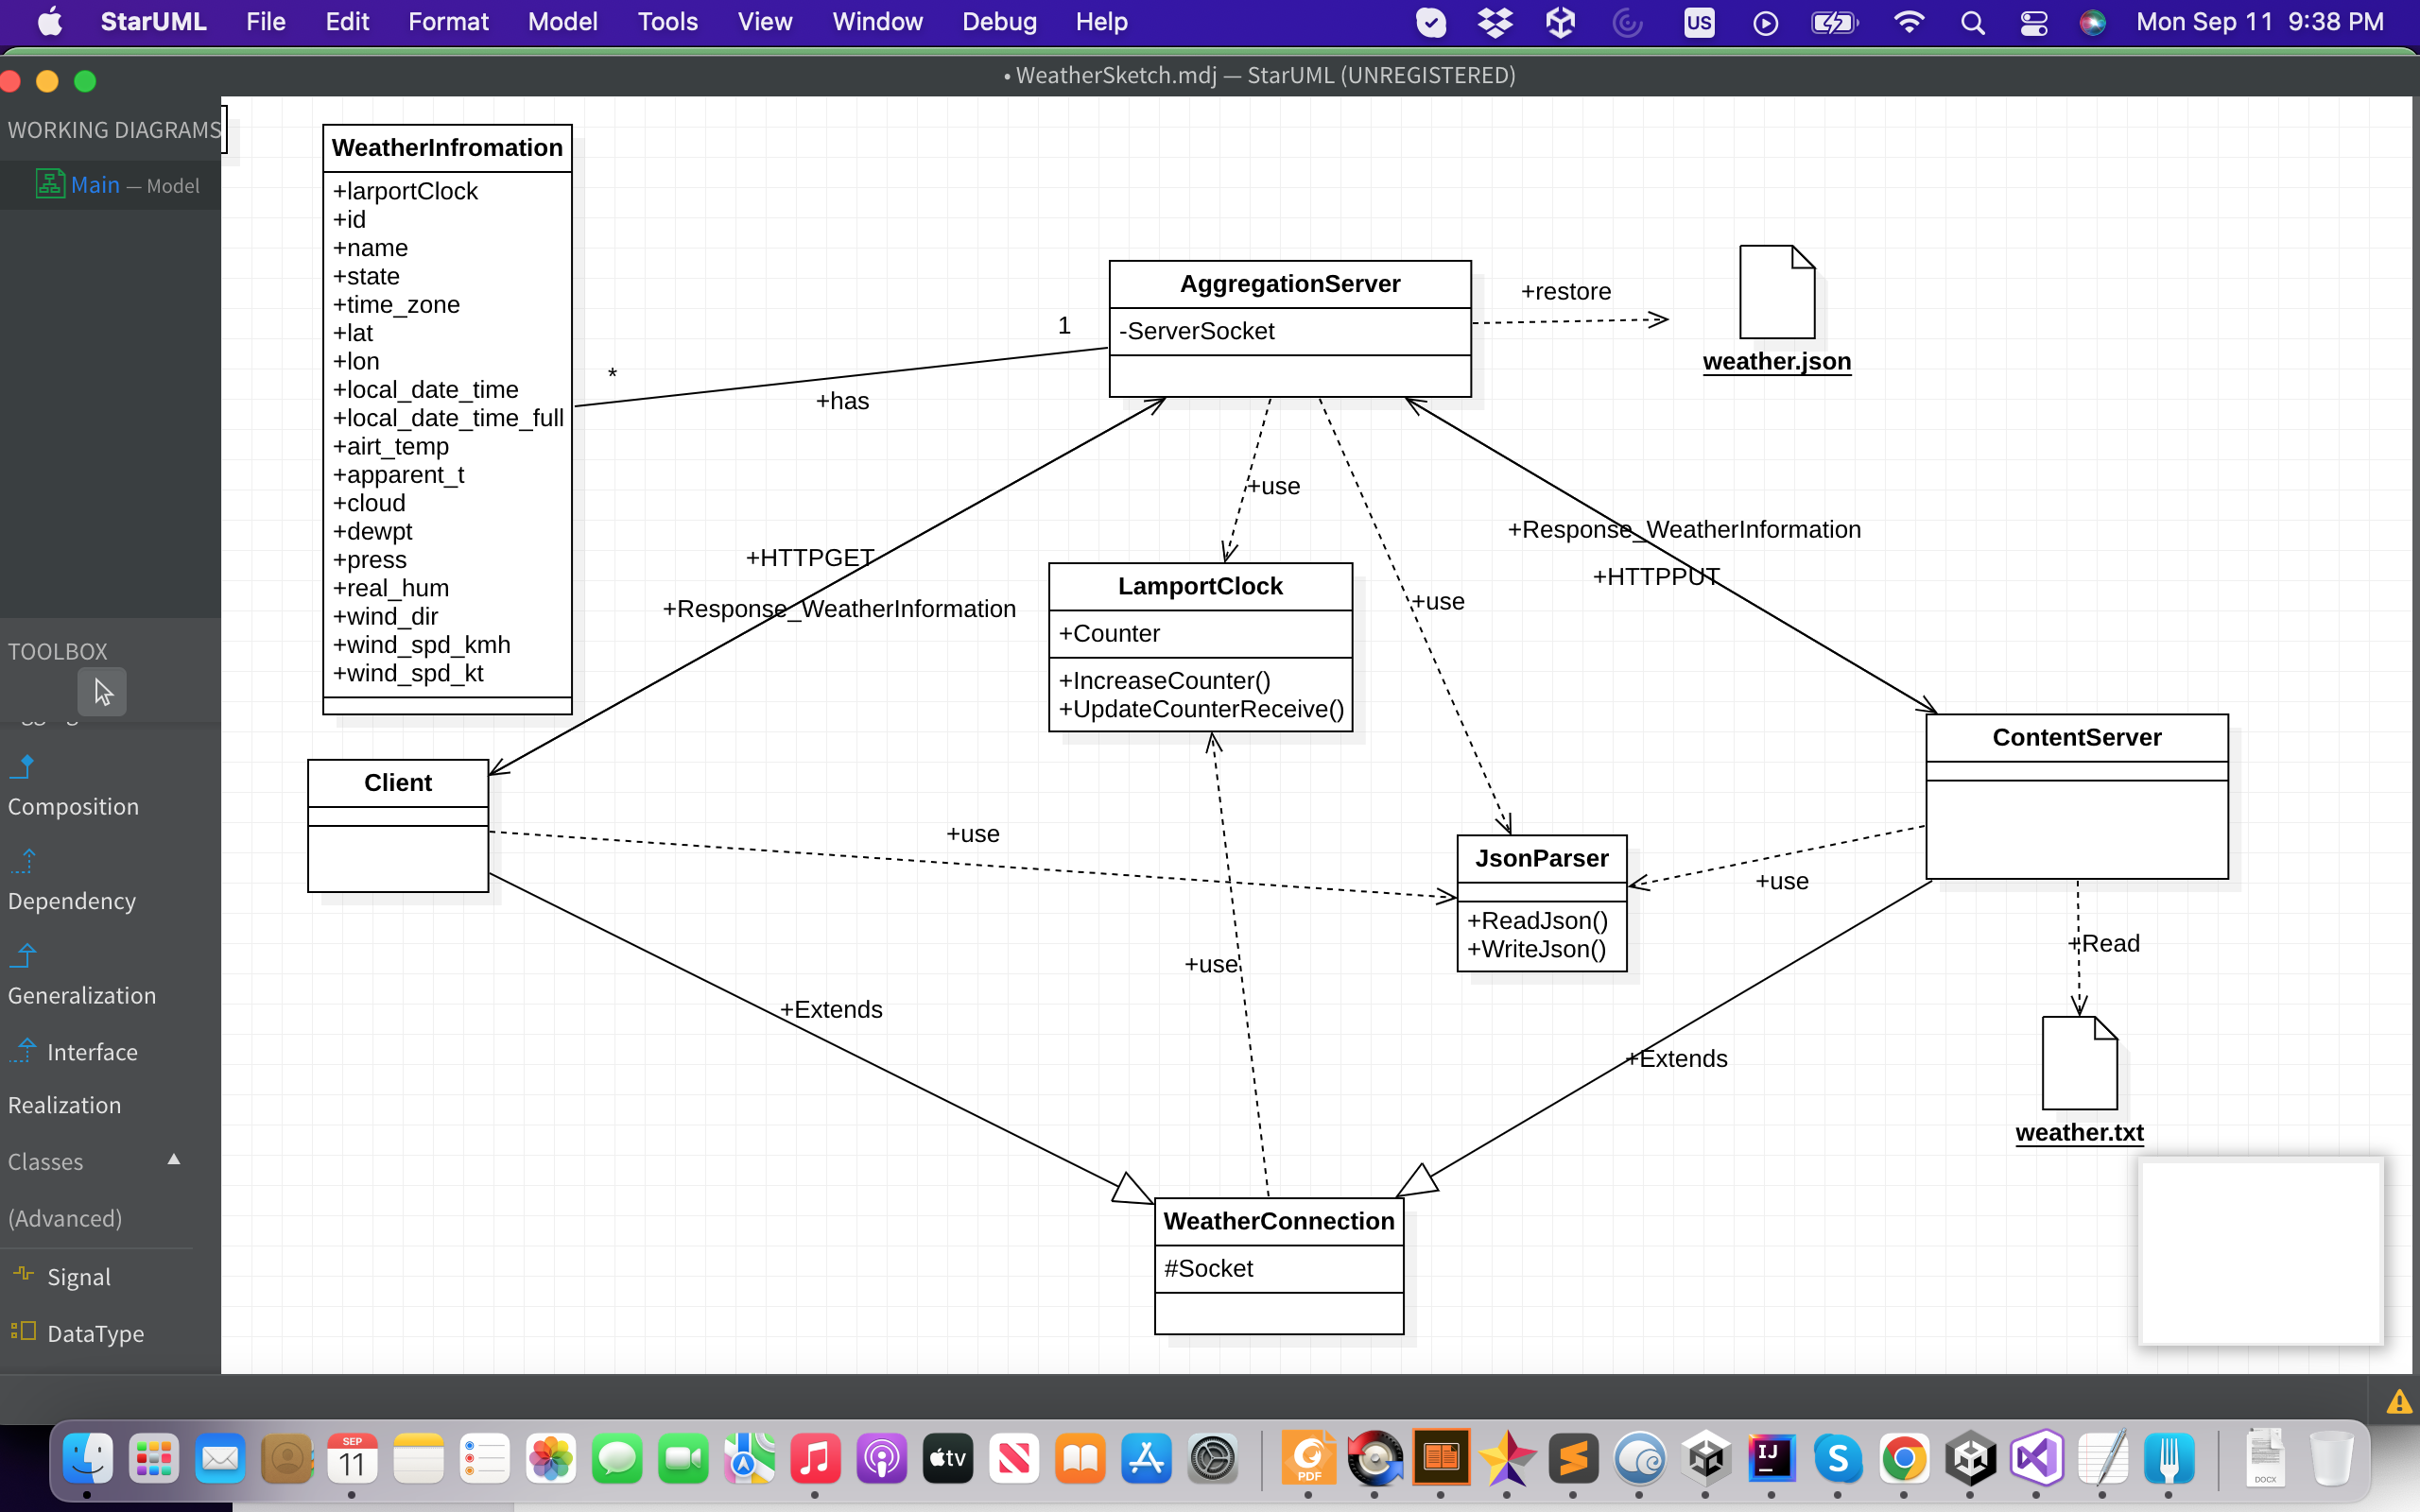 StarUML File Edit Format Model Tools View Window Debug Help US Mon Sep 11 9:38 PM
• WeatherSketch.mdj — StarUML (UNREGISTERED)
WORKING DIAGRAMS
Main — Model
TOOLBOX
Composition
Dependency
Generalization
Interface
Realization
Classes
(Advanced)
Signal
DataType
WeatherInfromation
+larportClock
+id
+name
+state
+time_zone
+lat
+lon
+local_date_time
+local_date_time_full
+airt_temp
+apparent_t
+cloud
+dewpt
+press
+real_hum
+wind_dir
+wind_spd_kmh
+wind_spd_kt
*
+has
1
AggregationServer
-ServerSocket
+restore
weather.json
+HTTPGET
+Response_WeatherInformation
+use
+use
+Response_WeatherInformation
+HTTPPUT
LamportClock
+Counter
+IncreaseCounter()
+UpdateCounterReceive()
Client
ContentServer
+use
JsonParser
+ReadJson()
+WriteJson()
+use
+Read
+use
+Extends
+Extends
weather.txt
WeatherConnection
#Socket
SEP
11
tv
PDF
IJ
S
DOCX